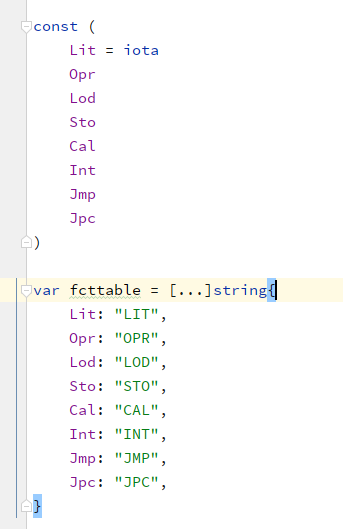 const (
Lit = iota
Opr
Lod
Sto
Cal
Int
Jmp
Jpc
)
var fcttable = [...]string{
Lit: "LIT",
Opr: "OPR",
Lod: "LOD",
Sto: "STO",
Cal: "CAL",
Int: "INT",
Jmp: "JMP",
Jpc: "JPC",
}